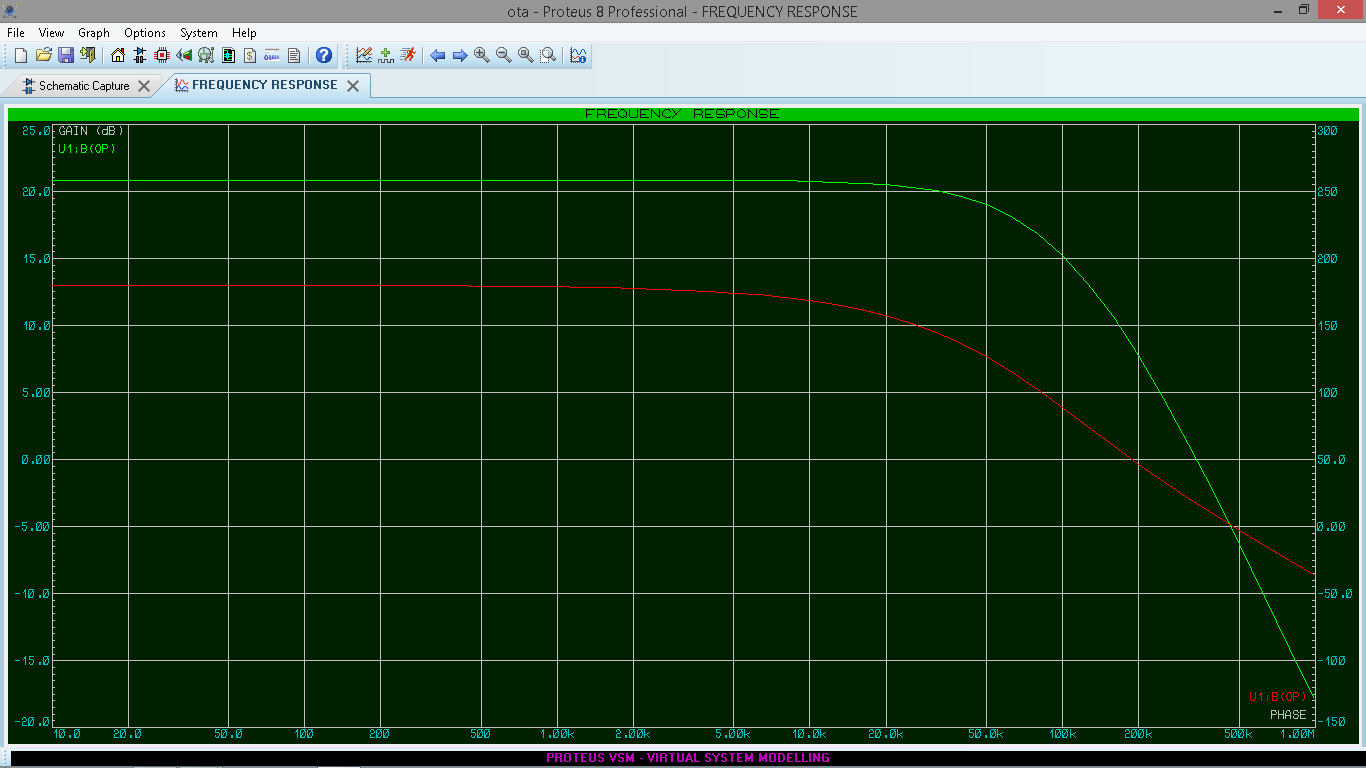 ota - Proteus 8 Professional - FREQUENCY RESPONSE
File View Graph Options System Help
Schematic Capture FREQUENCY RESPONSE
FREQUENCY RESPONSE
GAIN (dB)
U1:B(OP)
25.0
20.0
15.0
10.0
5.00
0.00
-5.00
-10.0
-15.0
-20.0
300
250
200
150
100
50.0
0.00
-50.0
-100
-150
U1:B(OP)
PHASE
10.0 20.0 50.0 100 200 500 1.00k 2.00k 5.00k 10.0k 20.0k 50.0k 100k 200k 500k 1.00M
PROTEUS VSM - VIRTUAL SYSTEM MODELLING